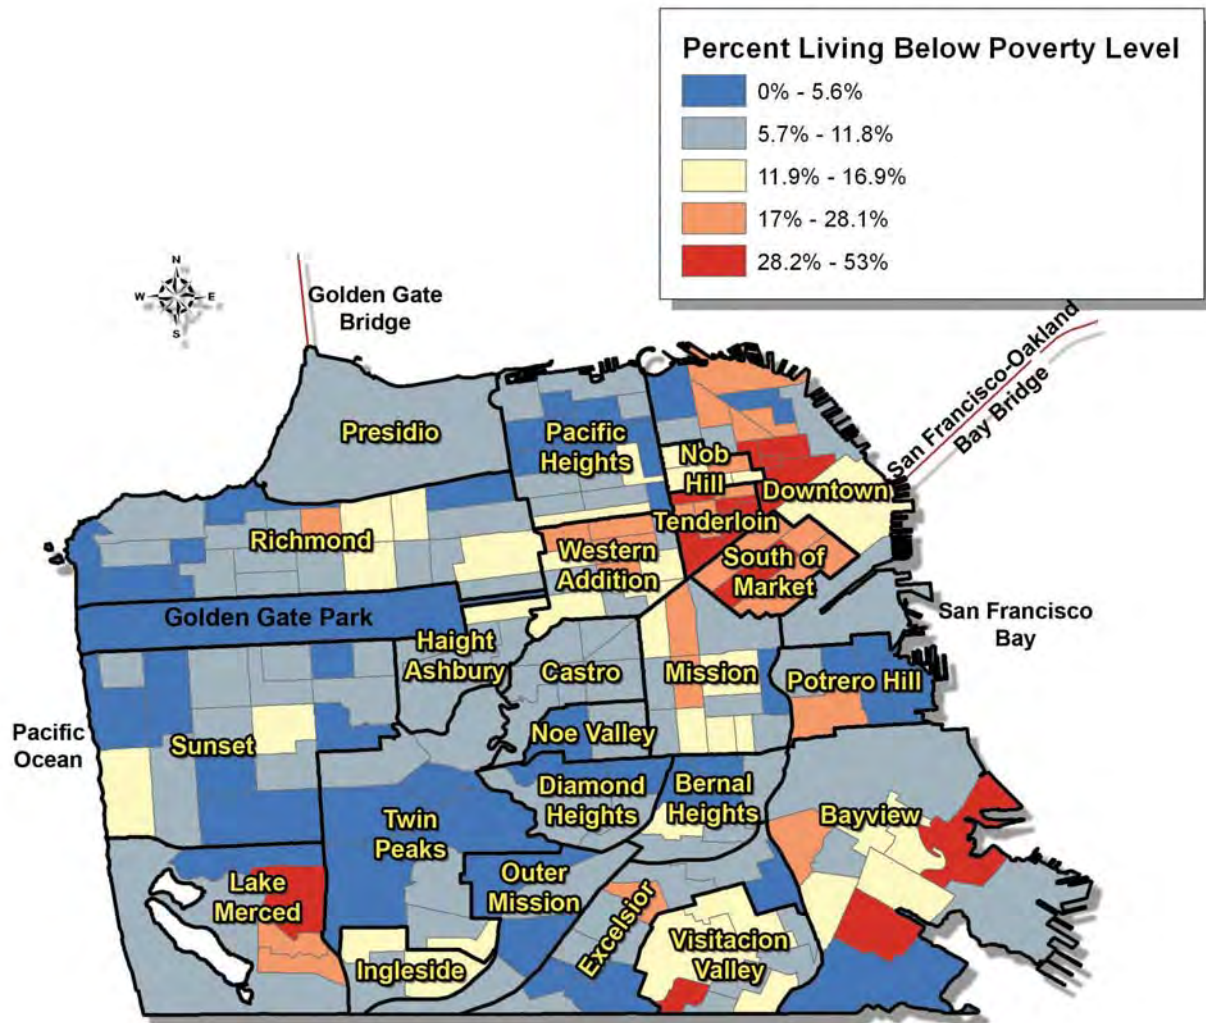 Percent Living Below Poverty Level
0% - 5.6%
5.7% - 11.8%
11.9% - 16.9%
17% - 28.1%
28.2% - 53%
N
W
E
S
Golden Gate
Bridge
San Francisco-Oakland
Bay Bridge
Presidio
Pacific
Heights
Nob
Hill
Downtown
Richmond
Tenderloin
Western
Addition
South of
Market
Golden Gate Park
San Francisco
Bay
Haight
Ashbury
Castro
Mission
Potrero Hill
Pacific
Ocean
Sunset
Noe Valley
Diamond
Heights
Bernal
Heights
Twin
Peaks
Bayview
Lake
Merced
Outer
Mission
Excelsior
Visitacion
Valley
Ingleside